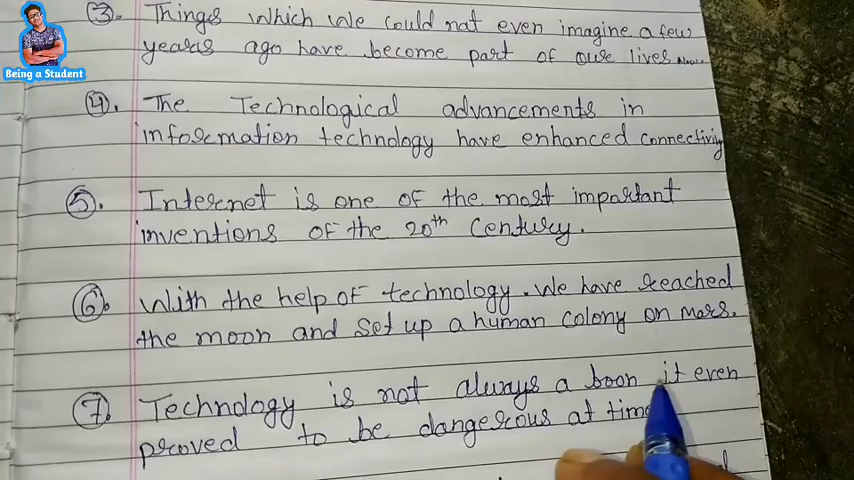 Being a Student
3. Things which we could not even imagine a few
years ago have become part of our lives now.
4. The Technological advancements in
information technology have enhanced connectivity
5. Internet is one of the most important
inventions of the 20th Century.
6. With the help of technology. We have reached
the moon and set up a human colony on mars.
7. Technology is not always a boon it even
proved to be dangerous at